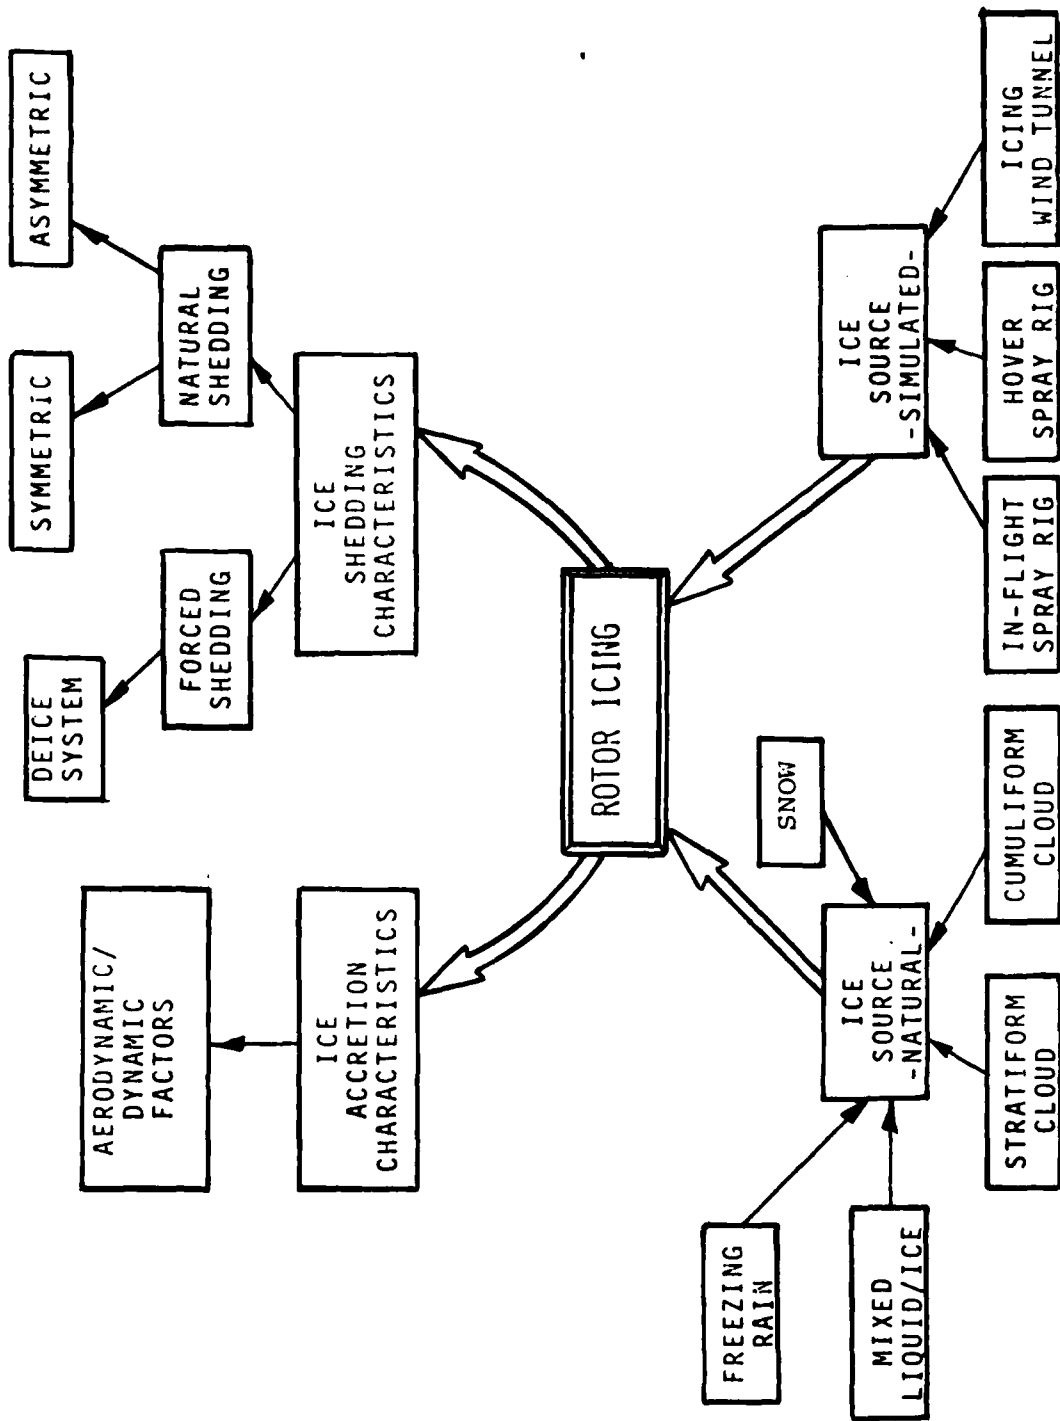 AERODYNAMIC/
DYNAMIC
FACTORS
DEICE
SYSTEM
SYMMETRIC
ASYMMETRIC
FORCED
SHEDDING
NATURAL
SHEDDING
ICE
ACCRETION
CHARACTERISTICS
ICE
SHEDDING
CHARACTERISTICS
ROTOR ICING
FREEZING
RAIN
SNOW
MIXED
LIQUID/ICE
ICE
SOURCE
-NATURAL-
ICE
SOURCE
-SIMULATED-
STRATIFORM
CLOUD
CUMULIFORM
CLOUD
IN-FLIGHT
SPRAY RIG
HOVER
SPRAY RIG
ICING
WIND TUNNEL